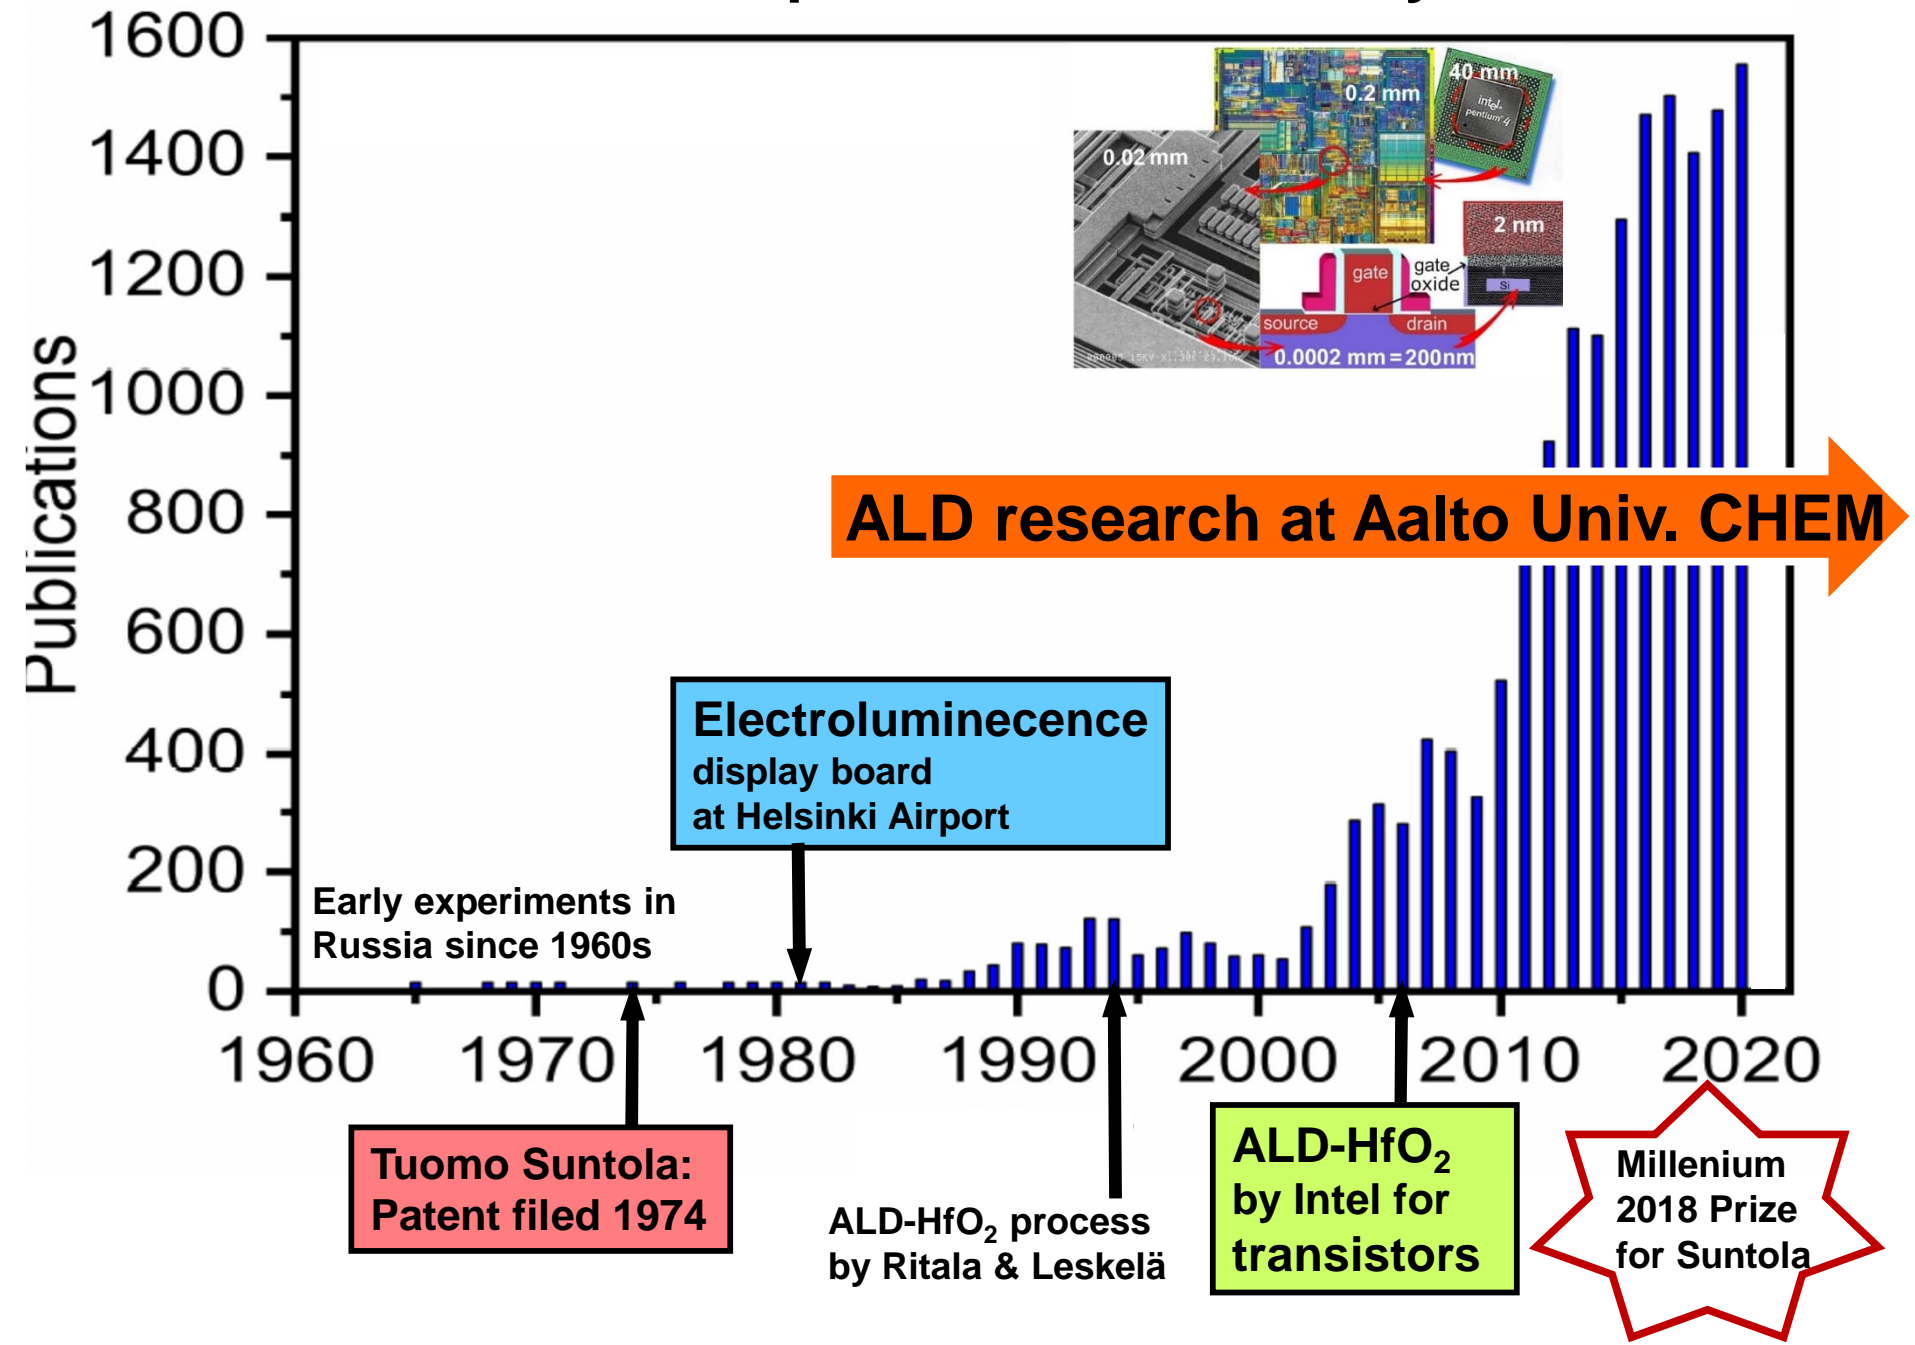 1600
1400
1200
1000
800
600
400
200
0
Publications
1960
1970
1980
1990
2000
2010
2020
0.02 mm
0.2 mm
40 mm
intel.
pentium 4
2 nm
Si
gate
gate
oxide
source
drain
0.0002 mm = 200nm
ALD research at Aalto Univ. CHEM
Electroluminecence
display board
at Helsinki Airport
Early experiments in
Russia since 1960s
Tuomo Suntola:
Patent filed 1974
ALD-HfO₂ process
by Ritala & Leskelä
ALD-HfO₂
by Intel for
transistors
Millenium
2018 Prize
for Suntola